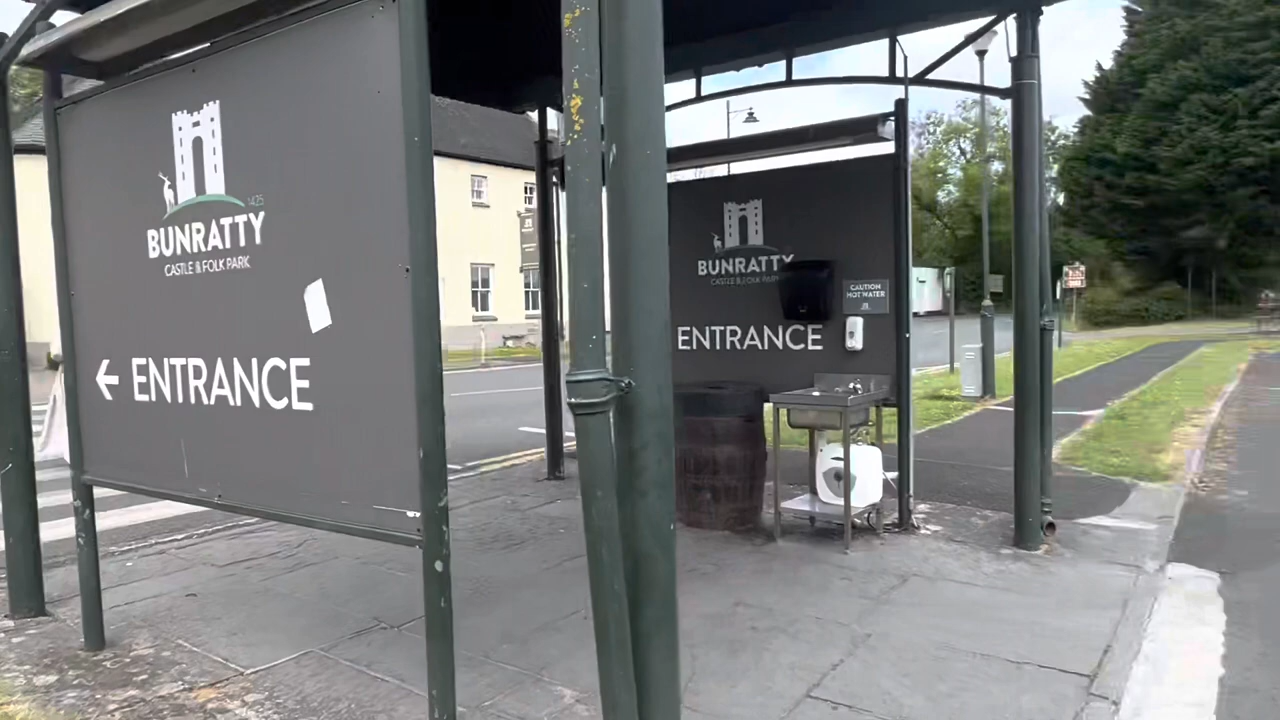 1425
BUNRATTY
CASTLE & FOLK PARK
← ENTRANCE
BUNRATTY
CASTLE & FOLK PARK
CAUTION
HOT WATER
ENTRANCE